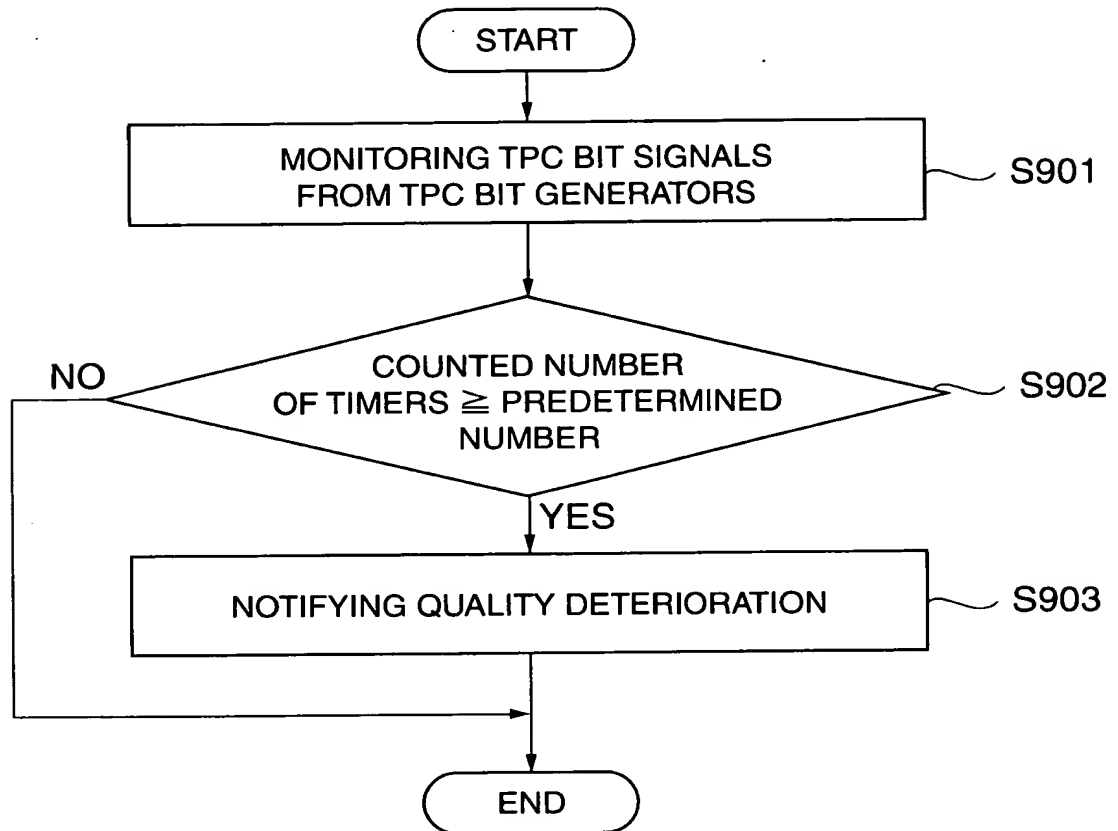 START
MONITORING TPC BIT SIGNALS
FROM TPC BIT GENERATORS
S901
COUNTED NUMBER
OF TIMERS ≧ PREDETERMINED
NUMBER
S902
NO
YES
NOTIFYING QUALITY DETERIORATION
S903
END